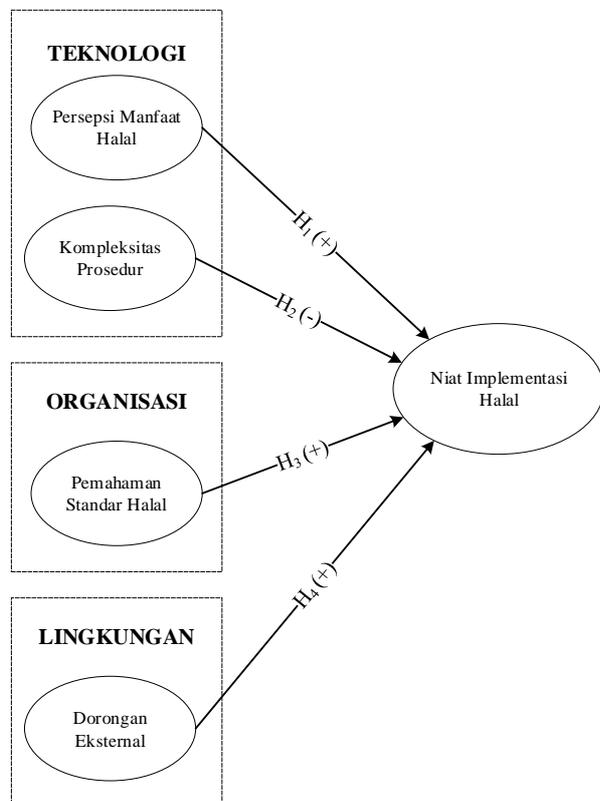 TEKNOLOGI
Persepsi Manfaat
Halal
Kompleksitas
Prosedur
H₁(+)
H₂(-)
Niat Implementasi
Halal
ORGANISASI
Pemahaman
Standar Halal
H₃(+)
LINGKUNGAN
Dorongan
Eksternal
H₄(+)